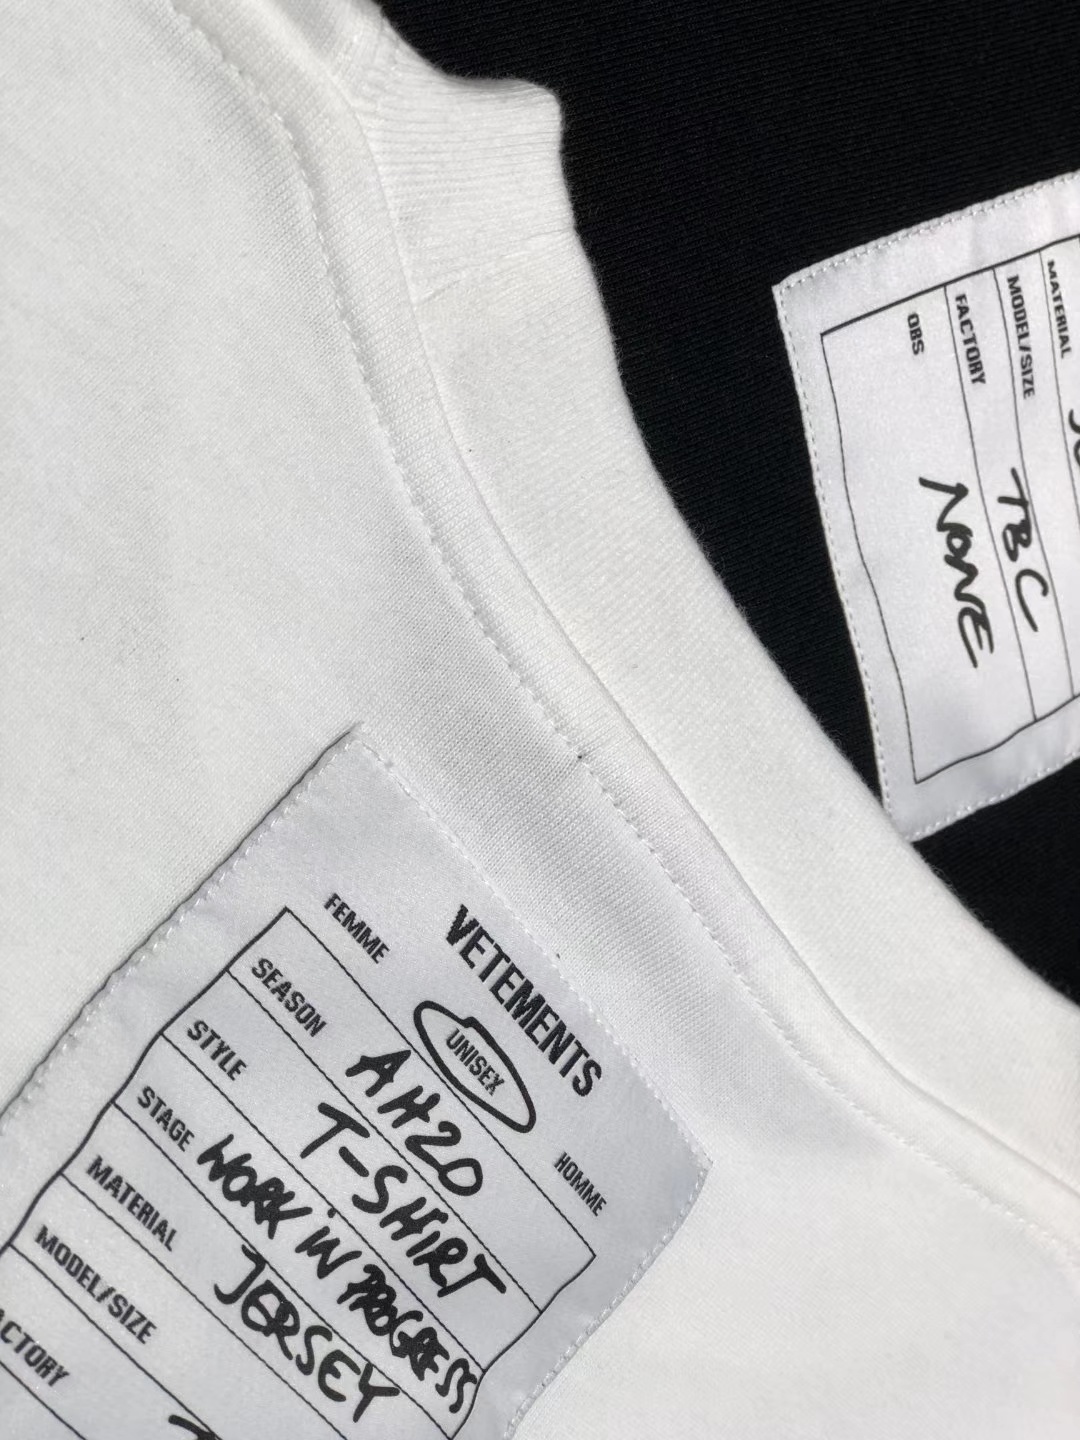 VETEMENTS
FEMME UNISEX HOMME
SEASON AH20
STYLE T-SHIRT
STAGE WORK IN PROGRESS
MATERIAL JERSEY
MODEL/SIZE
ACTORY
MATERIAL
MODEL/SIZE
FACTORY TBC
OBS NONE